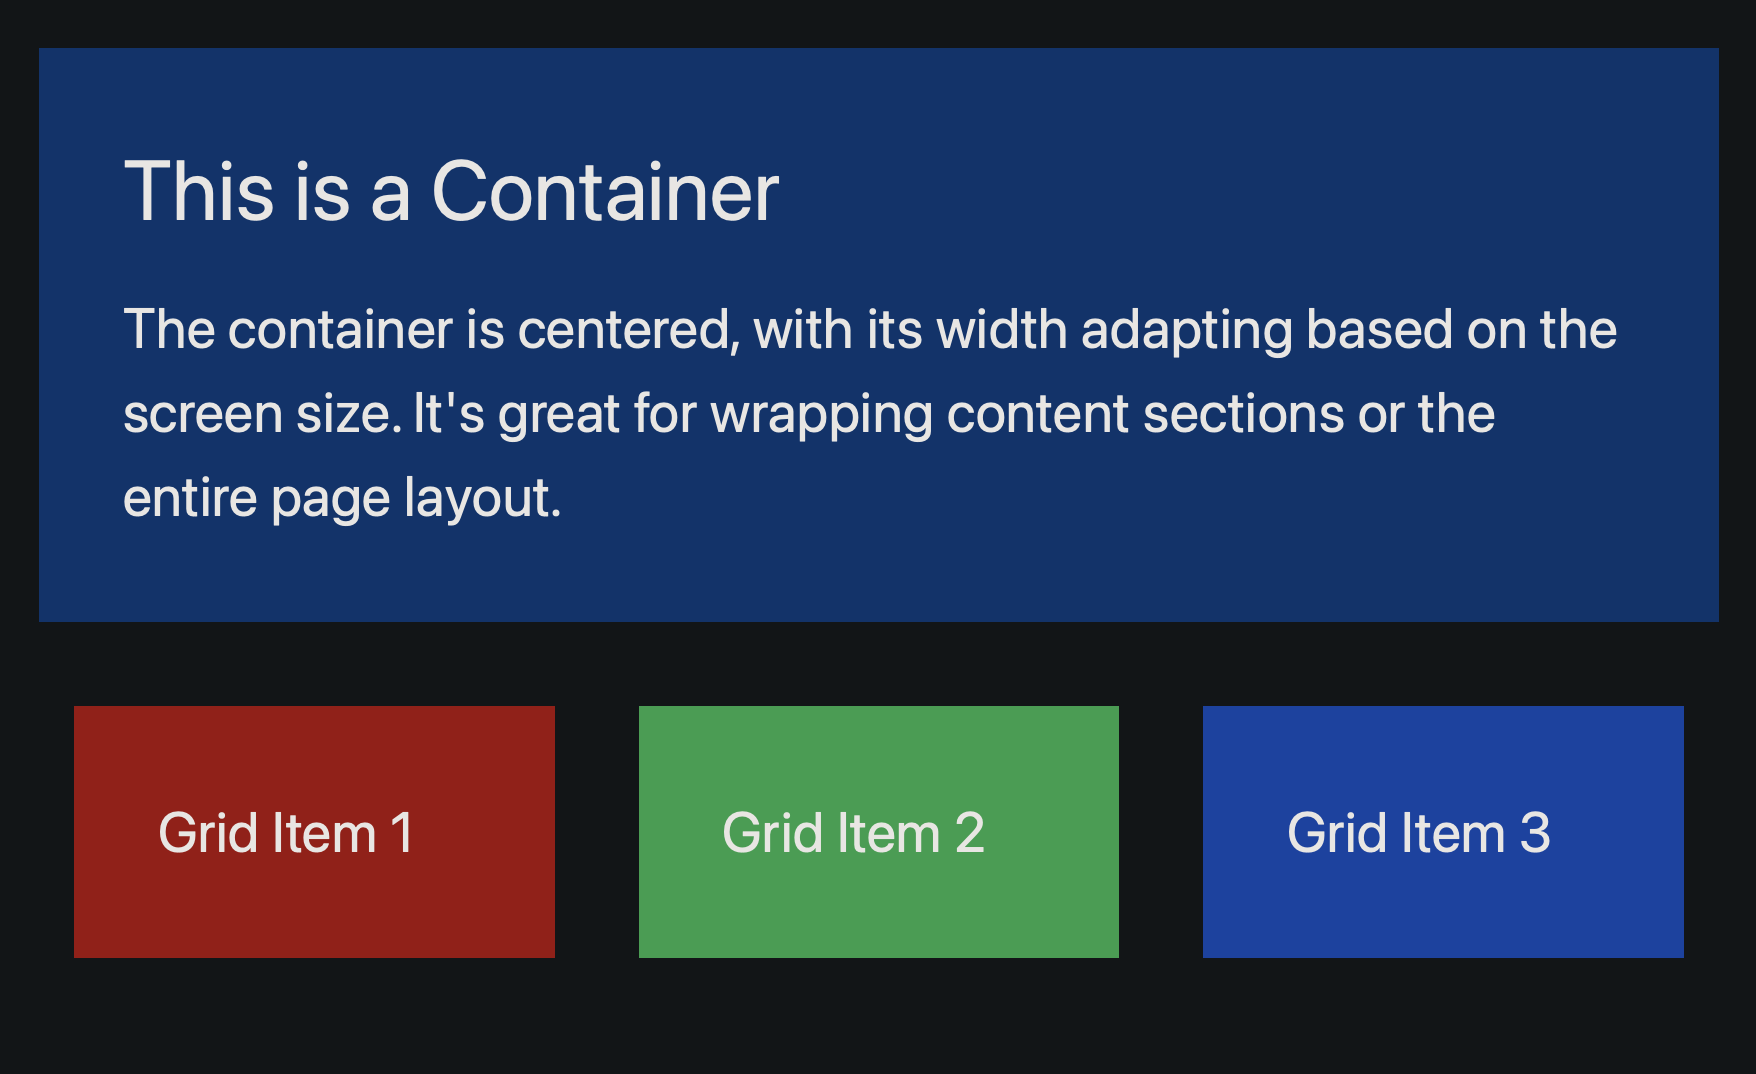 This is a Container
The container is centered, with its width adapting based on the
screen size. It's great for wrapping content sections or the
entire page layout.
Grid Item 1
Grid Item 2
Grid Item 3